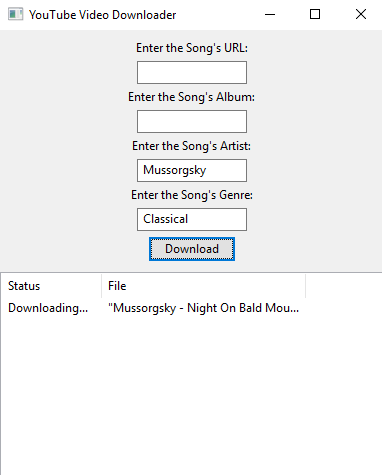 YouTube Video Downloader
Enter the Song's URL:
Enter the Song's Album:
Enter the Song's Artist:
Mussorgsky
Enter the Song's Genre:
Classical
Download
Status File
Downloading... "Mussorgsky - Night On Bald Mou...